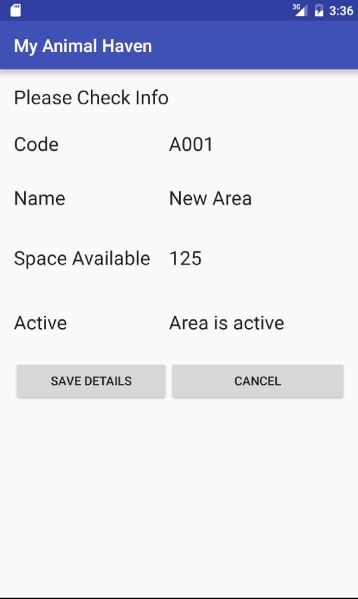 3G 3:36
My Animal Haven
Please Check Info
Code A001
Name New Area
Space Available 125
Active Area is active
SAVE DETAILS CANCEL